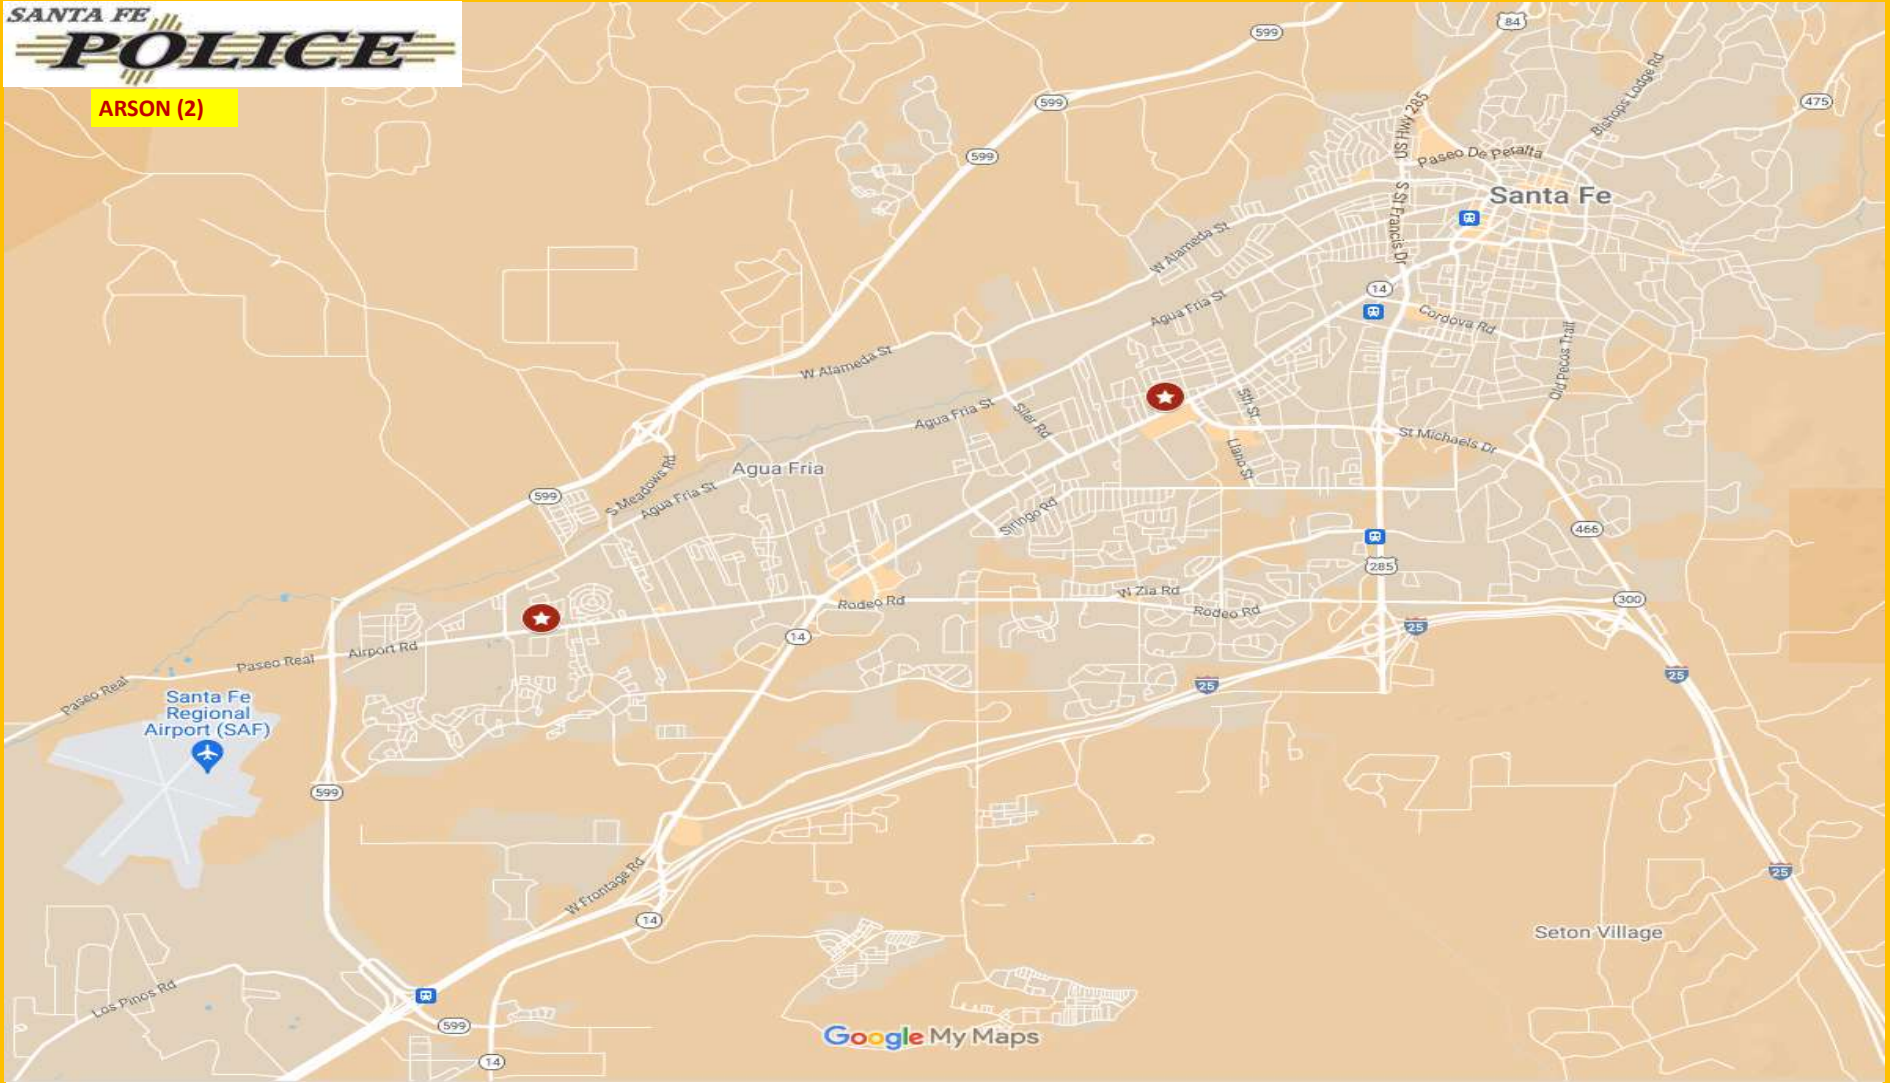 SANTA FE
POLICE
ARSON (2)
599
84
599
475
599
US Hwy 285
Bishops Lodge Rd
Paseo De Peralta
Santa Fe
S St Francis Dr
W Alameda St
14
Agua Fria St
Cordova Rd
Old Pecos Trail
W Alameda St
5th St
Agua Fria St
Siler Rd
St Michaels Dr
Llano St
Agua Fria
S Meadows Rd
599
Agua Fria St
Siringo Rd
466
285
W Zia Rd
Rodeo Rd
Rodeo Rd
300
25
14
Airport Rd
Paseo Real
Paseo Real
25
25
Santa Fe
Regional
Airport (SAF)
599
W Frontage Rd
25
14
Seton Village
Los Pinos Rd
599
Google My Maps
14